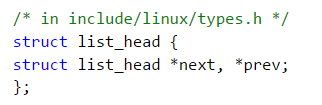 /* in include/linux/types.h */
struct list_head {
struct list_head *next, *prev;
};